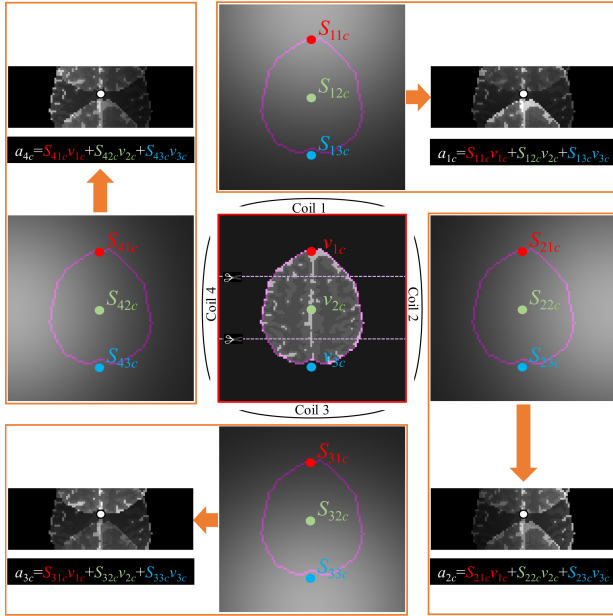 S₁₁c
S₁₂c
S₁₃c
a₄c=S₄₁cv₁c+S₄₂cv₂c+S₄₃cv₃c
a₁c=S₁₁cv₁c+S₁₂cv₂c+S₁₃cv₃c
Coil 1
S₄₁c
S₄₂c
S₄₃c
Coil 4
v₁c
v₂c
v₃c
Coil 2
S₂₁c
S₂₂c
S₂₃c
Coil 3
S₃₁c
S₃₂c
S₃₃c
a₃c=S₃₁cv₁c+S₃₂cv₂c+S₃₃cv₃c
a₂c=S₂₁cv₁c+S₂₂cv₂c+S₂₃cv₃c